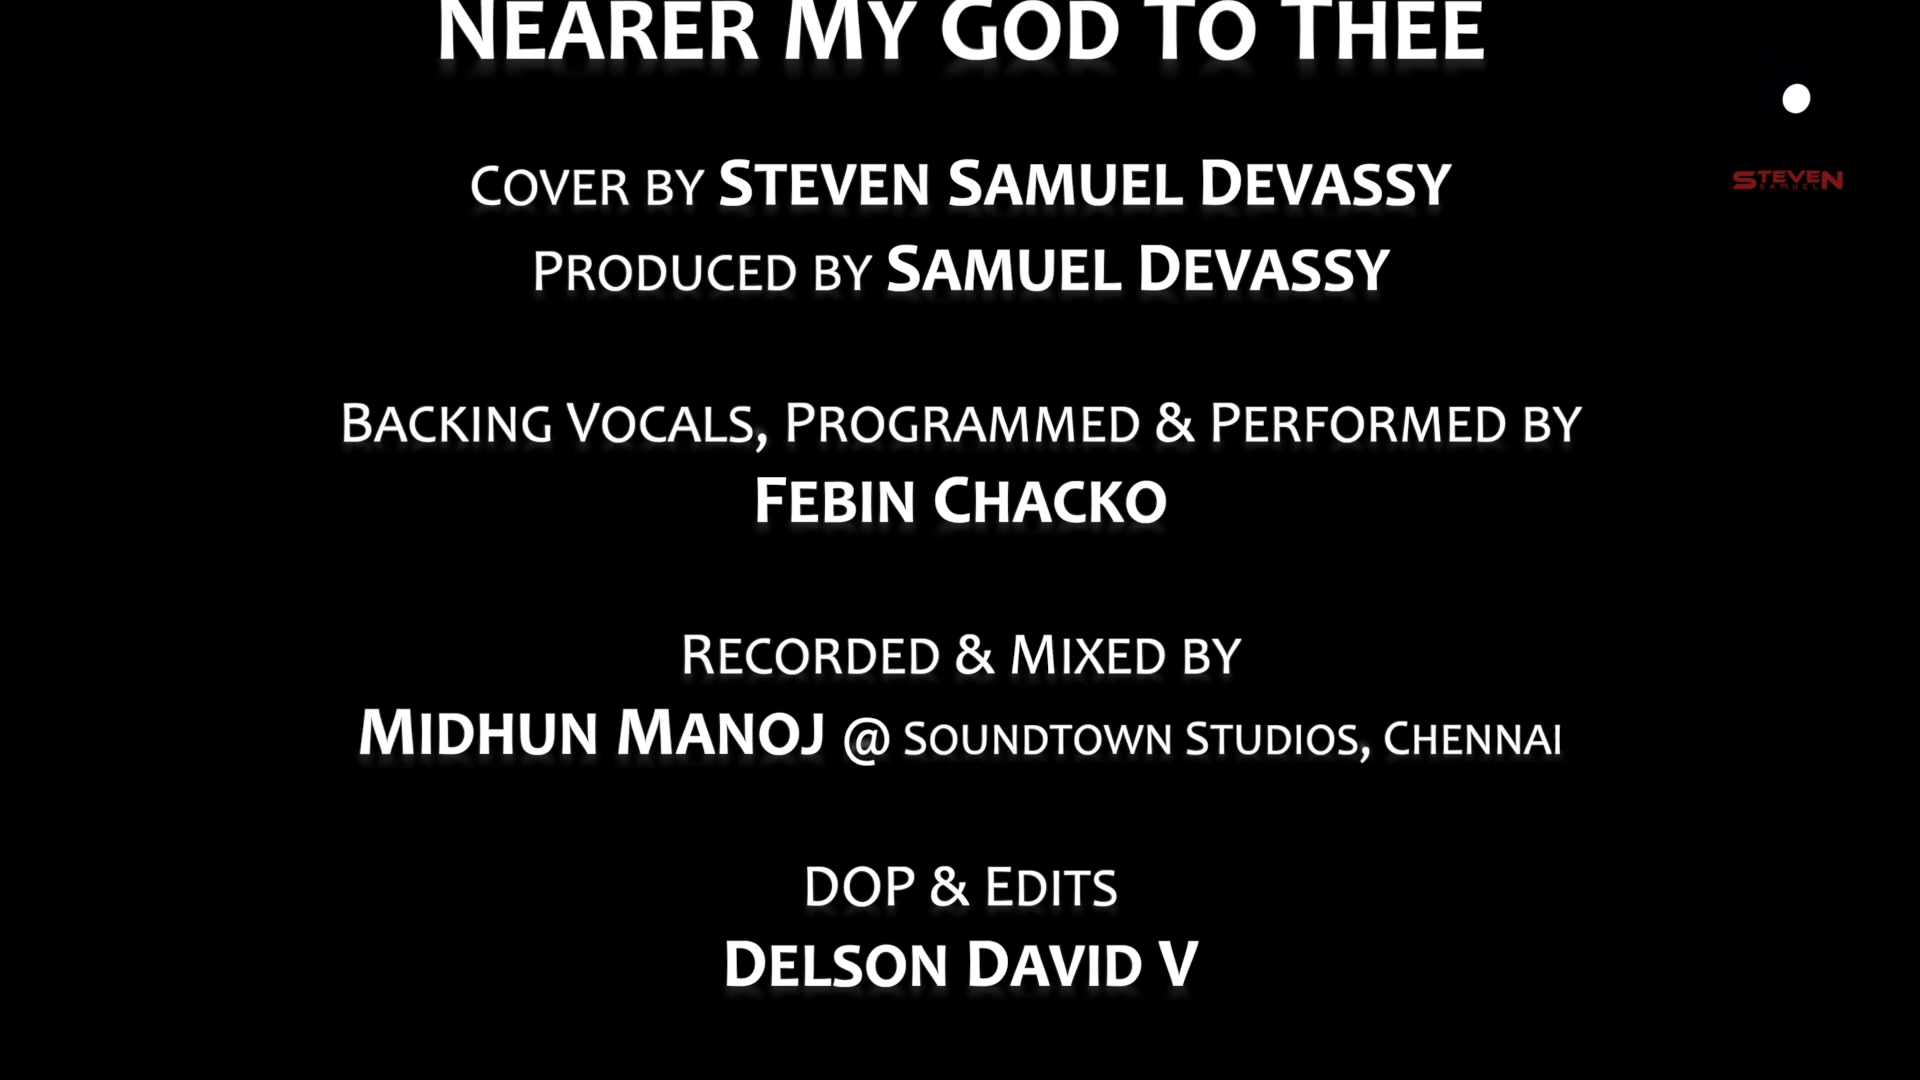 NEARER MY GOD TO THEE
COVER BY STEVEN SAMUEL DEVASSY
STEVEN
SAMUEL
PRODUCED BY SAMUEL DEVASSY
BACKING VOCALS, PROGRAMMED & PERFORMED BY
FEBIN CHACKO
RECORDED & MIXED BY
MIDHUN MANOJ @ SOUNDTOWN STUDIOS, CHENNAI
DOP & EDITS
DELSON DAVID V